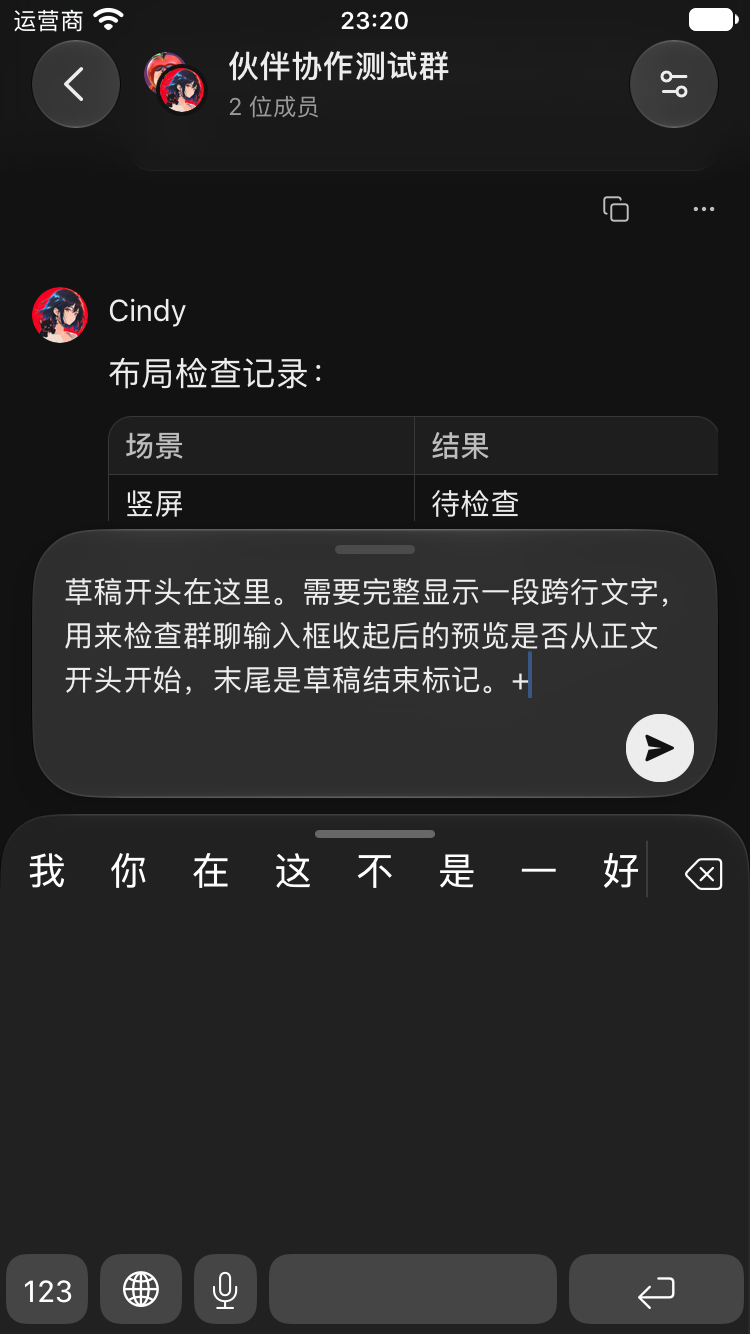 运营商
23:20
伙伴协作测试群
2 位成员
Cindy
布局检查记录：
场景 结果
竖屏 待检查
草稿开头在这里。需要完整显示一段跨行文字，
用来检查群聊输入框收起后的预览是否从正文
开头开始，末尾是草稿结束标记。+
我 你 在 这 不 是 一 好
123